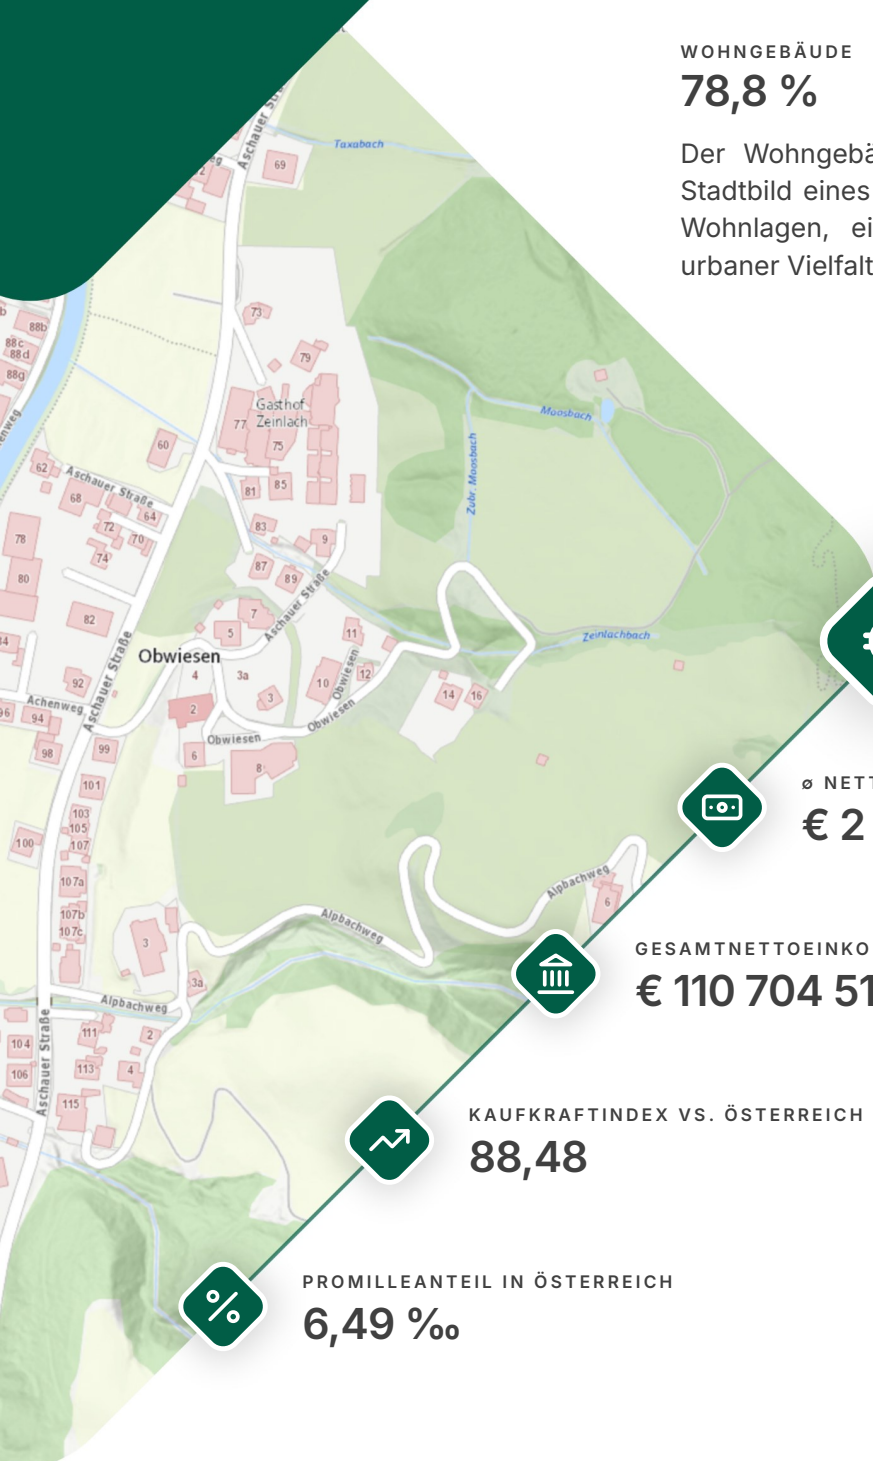 WOHNGEBÄUDE
78,8 %
Der Wohngebä
Stadtbild eines
Wohnlagen, ei
urbaner Vielfalt
Aschauer Stra
Taxabach
69
73
79
Gasthof
Zeinlach
77
75
81
85
83
87
89
9
88b
88c
88d
88g
60
62
Aschauer Straße
68
64
72
70
74
78
80
82
Moosbach
Zubr. Moosbach
Zeinlachbach
Aschauer Straße
7
5
11
Obwiesen
4
3a
3
10
12
Obwiesen
14
16
2
Obwiesen
Obwiesen
6
8
Aschauer Straße
92
Achenweg
96
94
98
99
101
103
105
107
100
107a
107b
107c
3
3a
Alpbachweg
Alpbachweg
6
Alpbachweg
Aschauer Straße
104
106
111
2
113
4
115
ø NETT
€ 2
GESAMTNETTOEINKO
€ 110 704 51
KAUFKRAFTINDEX VS. ÖSTERREICH
88,48
PROMILLEANTEIL IN ÖSTERREICH
6,49 ‰